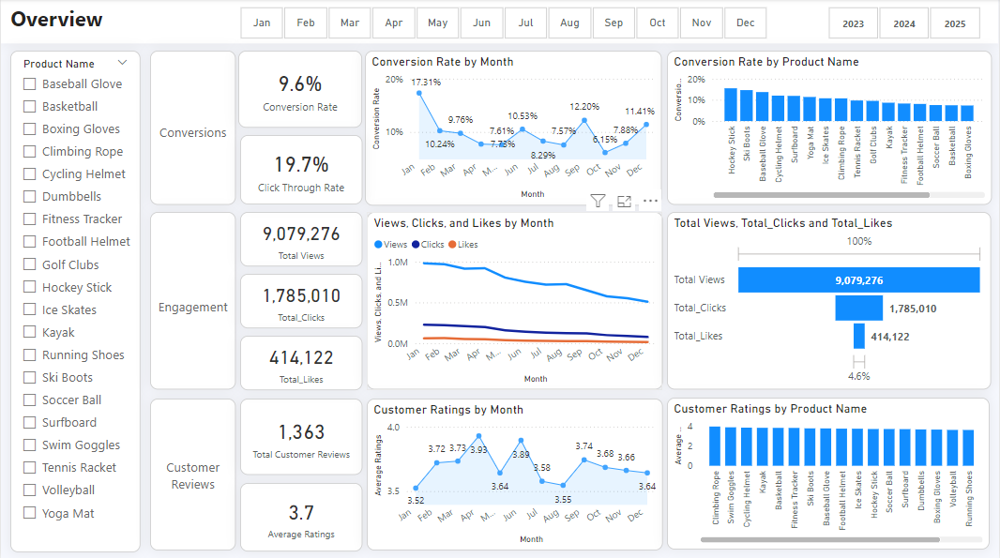 Overview
Jan
Feb
Mar
Apr
May
Jun
Jul
Aug
Sep
Oct
Nov
Dec
2023
2024
2025
Product Name
Baseball Glove
Basketball
Boxing Gloves
Climbing Rope
Cycling Helmet
Dumbbells
Fitness Tracker
Football Helmet
Golf Clubs
Hockey Stick
Ice Skates
Kayak
Running Shoes
Ski Boots
Soccer Ball
Surfboard
Swim Goggles
Tennis Racket
Volleyball
Yoga Mat
Conversions
9.6%
Conversion Rate
19.7%
Click Through Rate
Conversion Rate by Month
Conversion Rate
20%
10%
17.31%
10.24%
9.76%
7.61%
7.73%
10.53%
8.29%
7.57%
12.20%
6.15%
7.88%
11.41%
Jan
Feb
Mar
Apr
M...
Jun
Jul
Aug
Sep
Oct
Nov
Dec
Month
Conversion Rate by Product Name
Conversio...
20%
10%
0%
Hockey Stick
Ski Boots
Baseball Glove
Cycling Helmet
Surfboard
Yoga Mat
Ice Skates
Climbing Rope
Tennis Racket
Golf Clubs
Kayak
Fitness Tracker
Football Helmet
Soccer Ball
Basketball
Boxing Gloves
Engagement
9,079,276
Total Views
1,785,010
Total_Clicks
414,122
Total_Likes
Views, Clicks, and Likes by Month
Views
Clicks
Likes
Views, Clicks, and Li...
1.0M
0.5M
0.0M
Jan
Feb
Mar
Apr
M...
Jun
Jul
Aug
Sep
Oct
Nov
Dec
Month
Total Views, Total_Clicks and Total_Likes
100%
Total Views
9,079,276
Total_Clicks
1,785,010
Total_Likes
414,122
4.6%
Customer
Reviews
1,363
Total Customer Reviews
3.7
Average Ratings
Customer Ratings by Month
Average Ratings
4.0
3.5
3.52
3.72
3.73
3.93
3.64
3.89
3.58
3.55
3.74
3.68
3.66
3.64
Jan
Feb
Mar
Apr
M...
Jun
Jul
Aug
Sep
Oct
Nov
Dec
Month
Customer Ratings by Product Name
Average ...
4
2
0
Climbing Rope
Swim Goggles
Cycling Helmet
Kayak
Basketball
Fitness Tracker
Ski Boots
Baseball Glove
Football Helmet
Ice Skates
Hockey Stick
Soccer Ball
Surfboard
Dumbbells
Boxing Gloves
Volleyball
Running Shoes